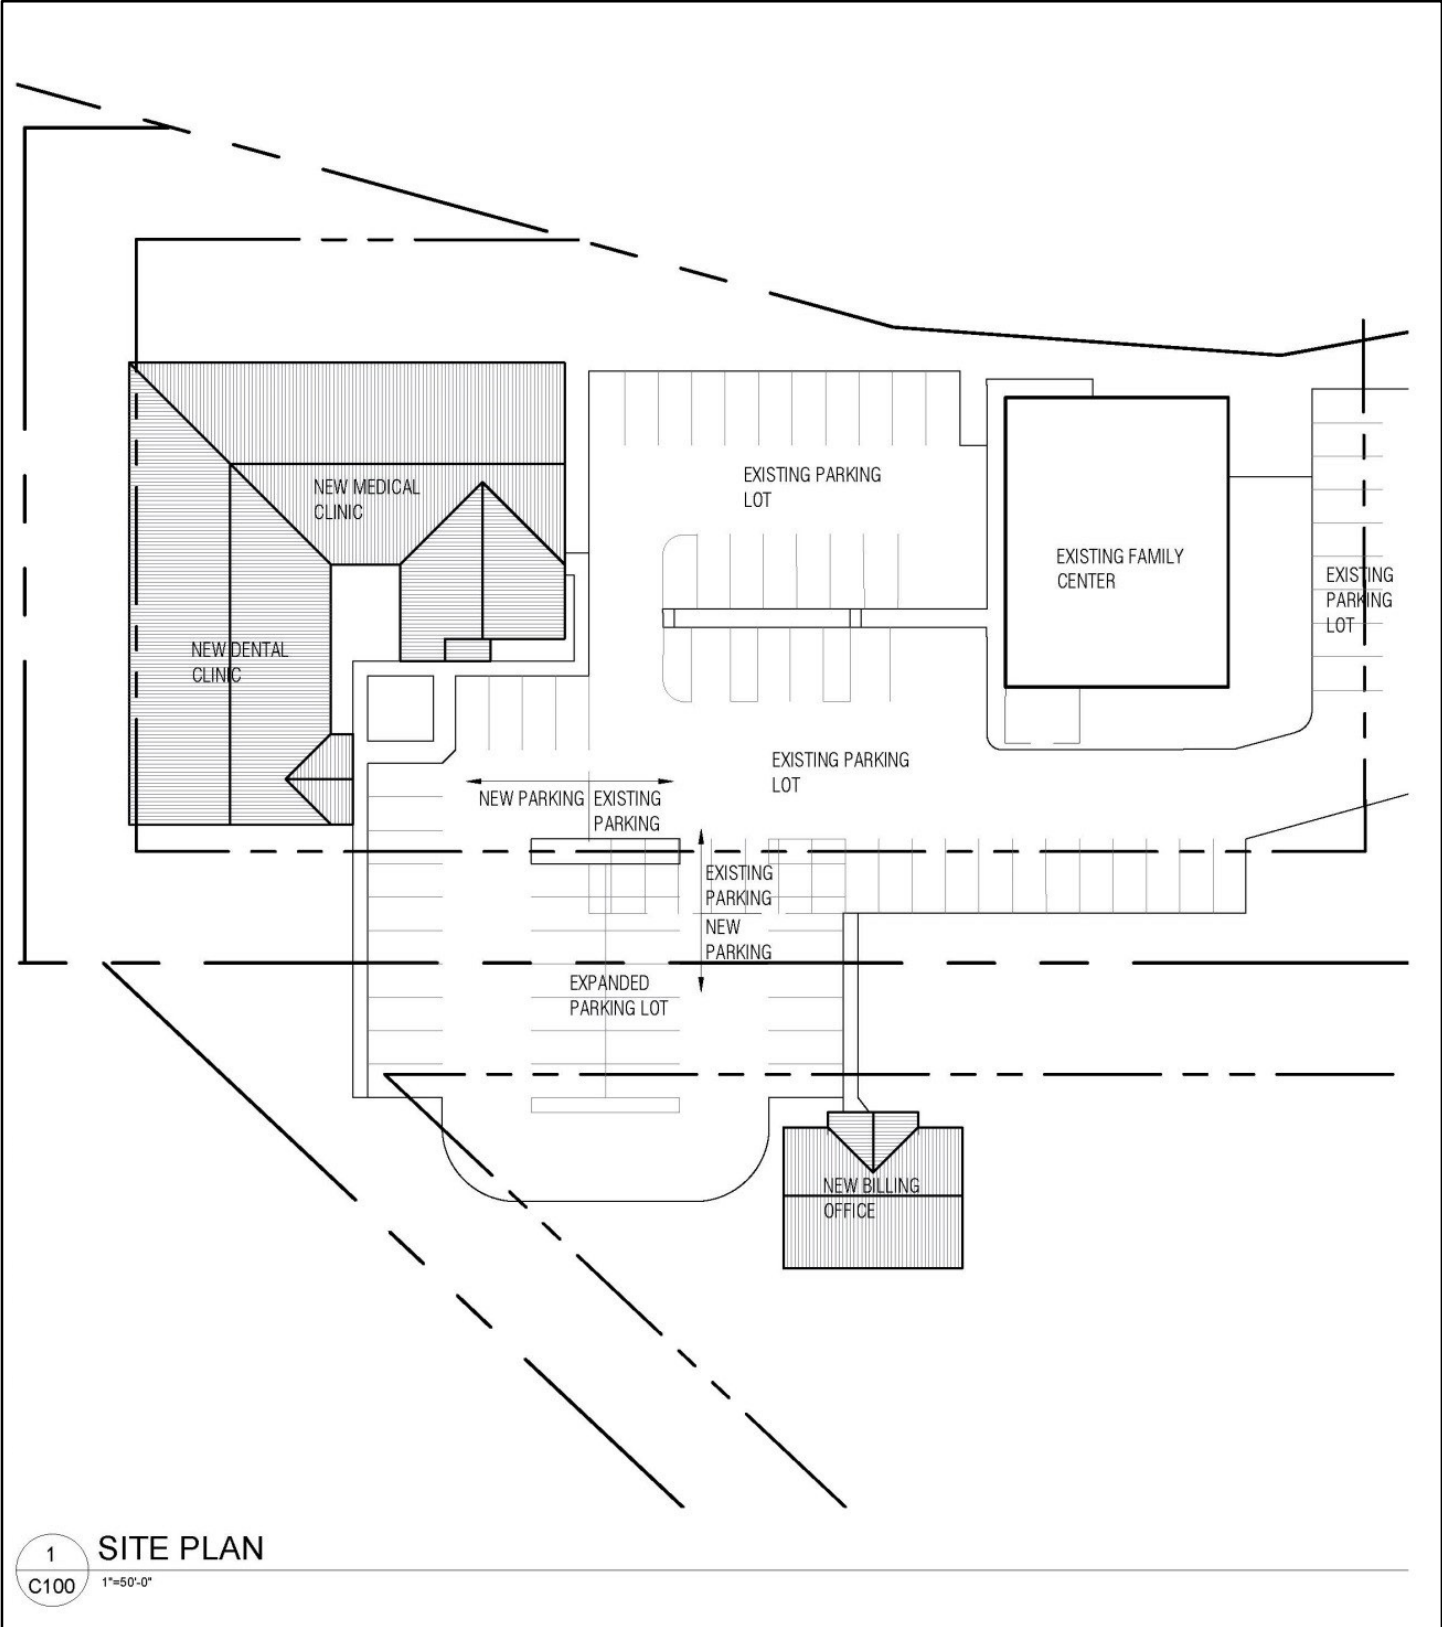 NEW MEDICAL
CLINIC
EXISTING PARKING
LOT
EXISTING FAMILY
CENTER
EXISTING
PARKING
LOT
NEW DENTAL
CLINIC
EXISTING PARKING
LOT
NEW PARKING
EXISTING
PARKING
EXISTING
PARKING
NEW
PARKING
EXPANDED
PARKING LOT
NEW BILLING
OFFICE
1
C100
SITE PLAN
1"=50'-0"